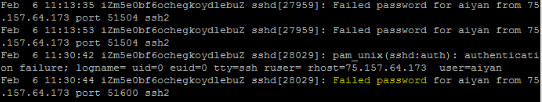 Feb  6 11:13:35 iZm5e0bf6ochegkoydlebuZ sshd[27959]: Failed password for aiyan from 75
.157.64.173 port 51504 ssh2
Feb  6 11:13:53 iZm5e0bf6ochegkoydlebuZ sshd[27959]: Failed password for aiyan from 75
.157.64.173 port 51504 ssh2
Feb  6 11:30:42 iZm5e0bf6ochegkoydlebuZ sshd[28029]: pam_unix(sshd:auth): authenticati
on failure; logname= uid=0 euid=0 tty=ssh ruser= rhost=75.157.64.173  user=aiyan
Feb  6 11:30:44 iZm5e0bf6ochegkoydlebuZ sshd[28029]: Failed password for aiyan from 75
.157.64.173 port 51600 ssh2